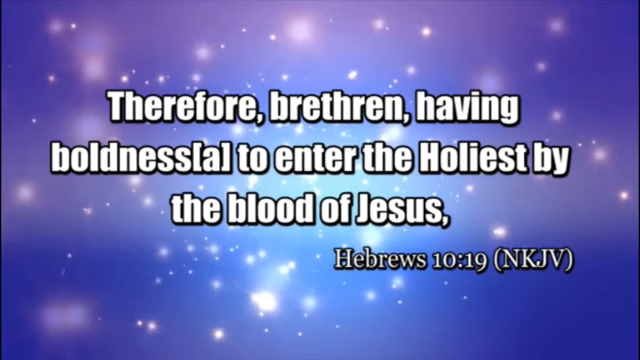 Therefore, brethren, having
boldness[a] to enter the Holiest by
the blood of Jesus,
Hebrews 10:19 (NKJV)